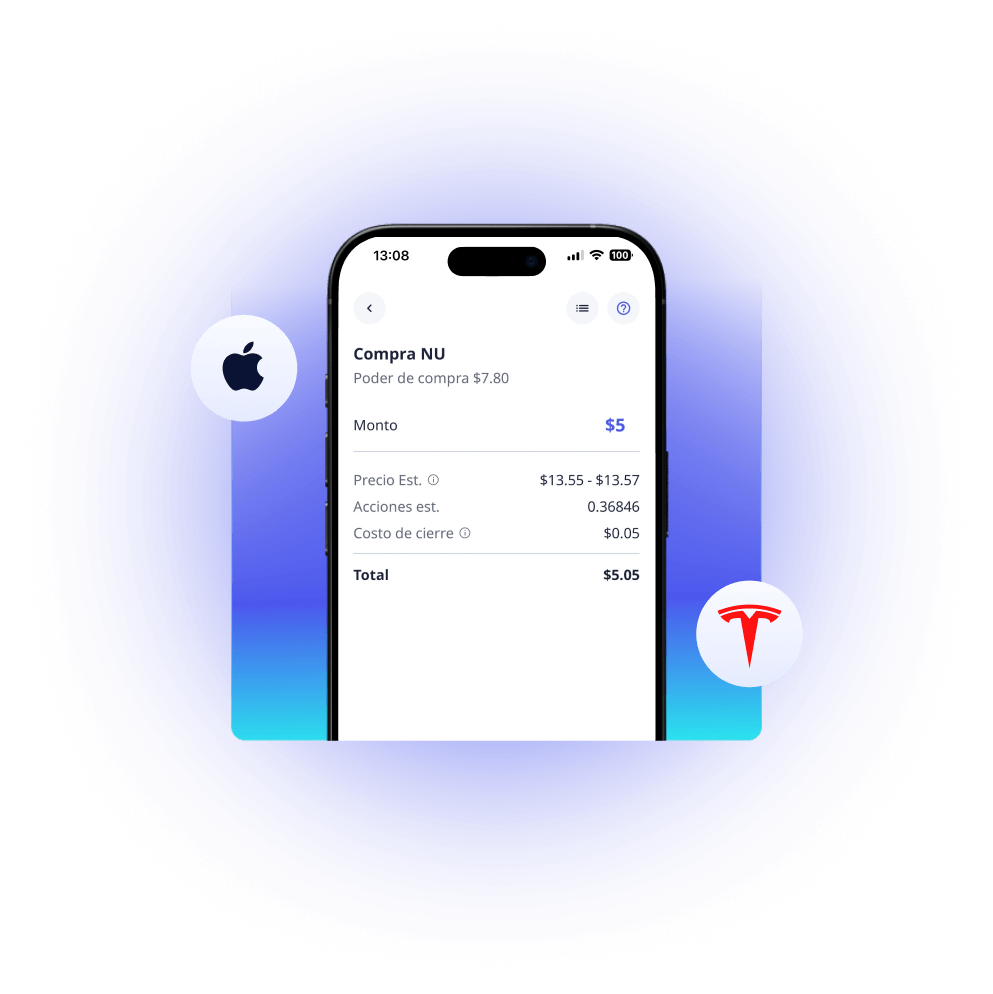 13:08 100
Compra NU
Poder de compra $7.80
Monto $5
Precio Est. $13.55 - $13.57
Acciones est. 0.36846
Costo de cierre $0.05
Total $5.05